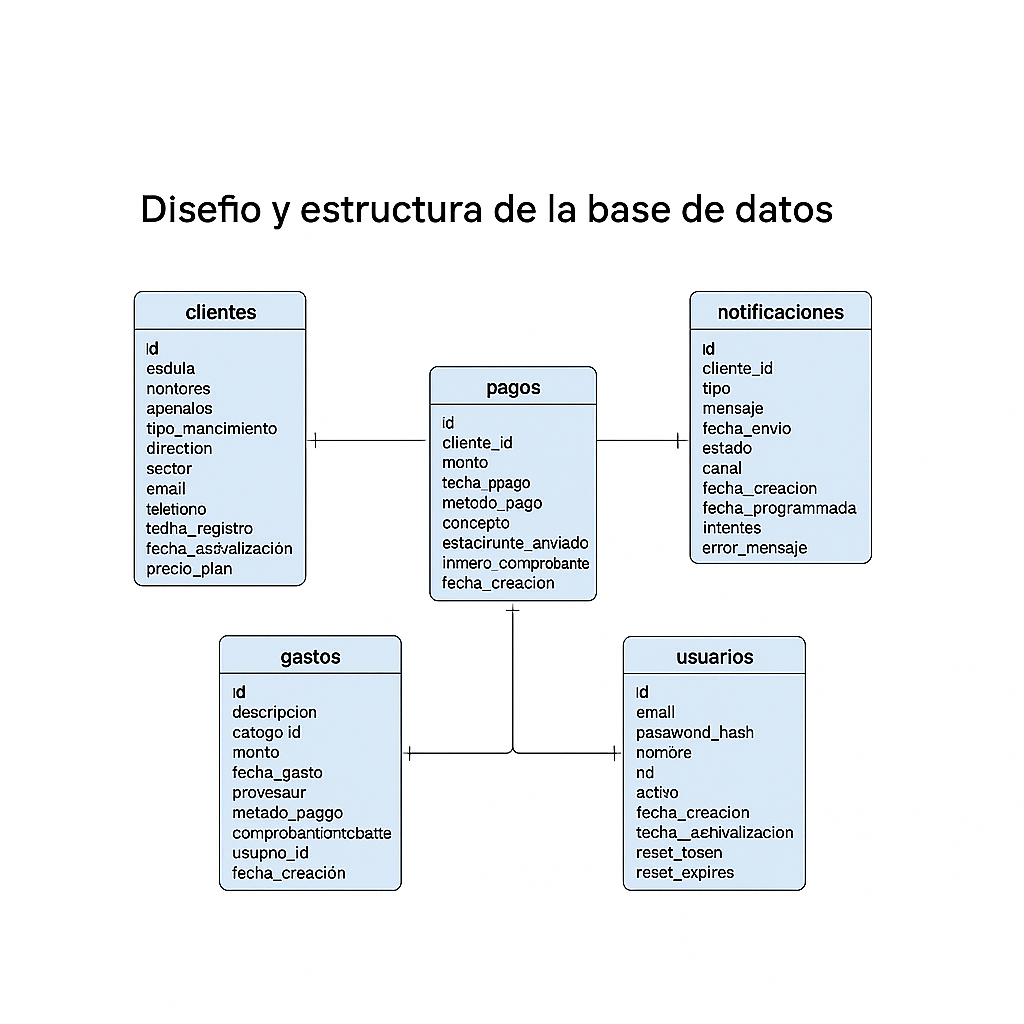 Diseño y estructura de la base de datos
clientes
id
esdula
nontores
apenalos
tipo_mancimiento
direction
sector
email
teletiono
tedha_registro
fecha_asivalización
precio_plan
pagos
id
cliente_id
monto
techa_ppago
metodo_pago
concepto
estacirunte_anviado
inmero_comprobante
fecha_creacion
notificaciones
id
cliente_id
tipo
mensaje
fecha_envio
estado
canal
fecha_creacion
fecha_programmada
intentes
error_mensaje
gastos
id
descripcion
catogo id
monto
fecha_gasto
provesaur
metado_paggo
comprobantiontcbatte
usupno_id
fecha_creación
usuarios
id
emall
pasawond_hash
nomöre
nd
activo
fecha_creacion
techa_aehivalizacion
reset_tosen
reset_expires